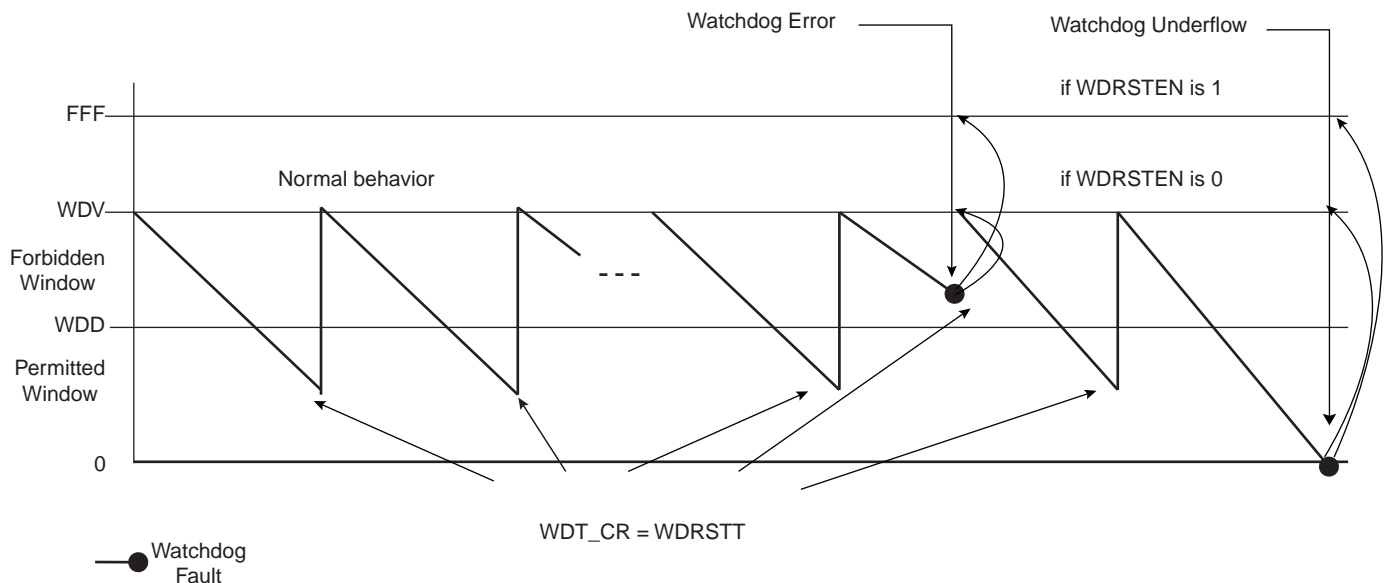 Watchdog Error
Watchdog Underflow
if WDRSTEN is 1
FFF
Normal behavior
if WDRSTEN is 0
WDV
Forbidden
Window
WDD
Permitted
Window
0
WDT_CR = WDRSTT
Watchdog
Fault